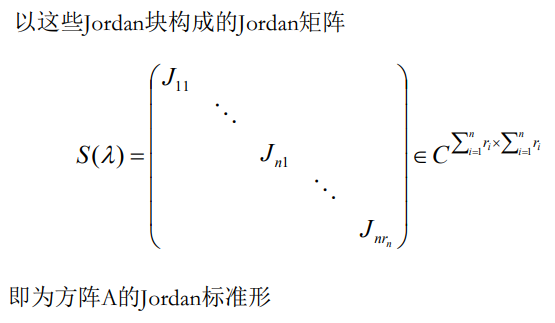 以这些Jordan块构成的Jordan矩阵
S(λ) = \begin{pmatrix} J_{11} & & & & \\ & \ddots & & & \\ & & J_{n1} & & \\ & & & \ddots & \\ & & & & J_{nr_n} \end{pmatrix} \in C^{\sum_{i=1}^{n} r_i \times \sum_{i=1}^{n} r_i}
即为方阵A的Jordan标准形